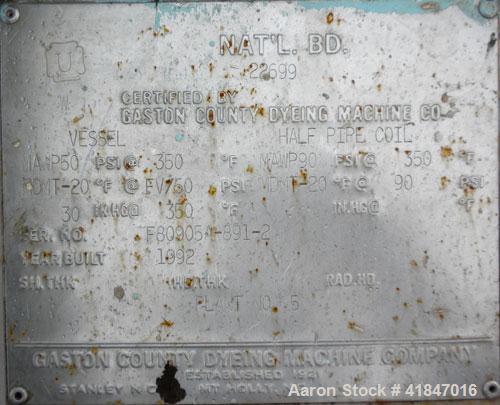 U
NAT'L. BD.
22699
W
CERTIFIED BY
GASTON COUNTY DYEING MACHINE CO.
VESSEL HALF PIPE COIL
MAWP 50 PSI @ 350 °F MAWP 90 PSI @ 350 °F
MDMT -20 °F @ FV/ 50 PSI MDMT -20 °F @ 90 PSI
30 IN.HG@ 350 °F IN.HG@ °F
SER. NO.
YEAR BUILT 1992
SH.THK. HD.THK. RAD.HD.
PLANT NO. 5
GASTON COUNTY DYEING MACHINE COMPANY
ESTABLISHED 1921
STANLEY N.C. MT. HOLLY,
Aaron Stock # 41847016